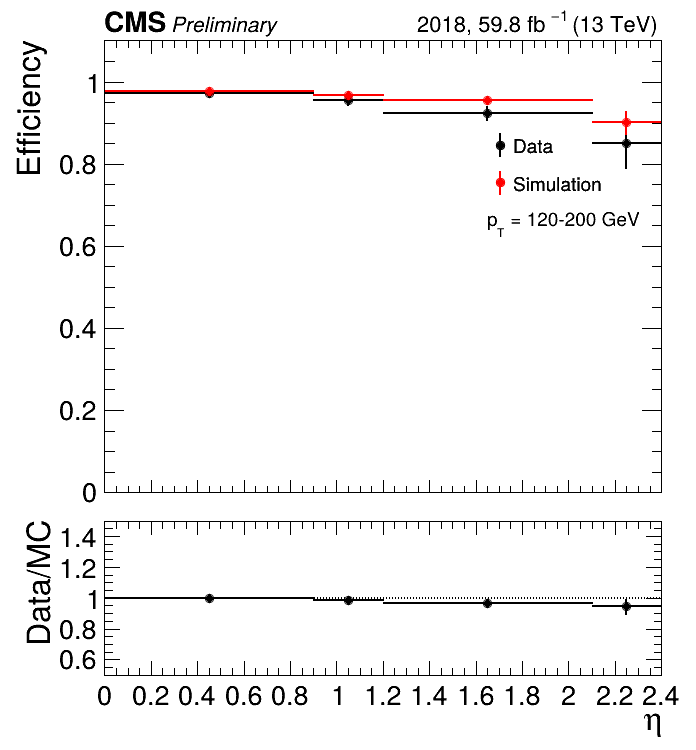 CMS Preliminary 2018, 59.8 fb⁻¹ (13 TeV)
Efficiency
1
0.8
0.6
0.4
0.2
0
Data
Simulation
p_T = 120-200 GeV
Data/MC
1.4
1.2
1
0.8
0.6
0 0.2 0.4 0.6 0.8 1 1.2 1.4 1.6 1.8 2 2.2 2.4
η